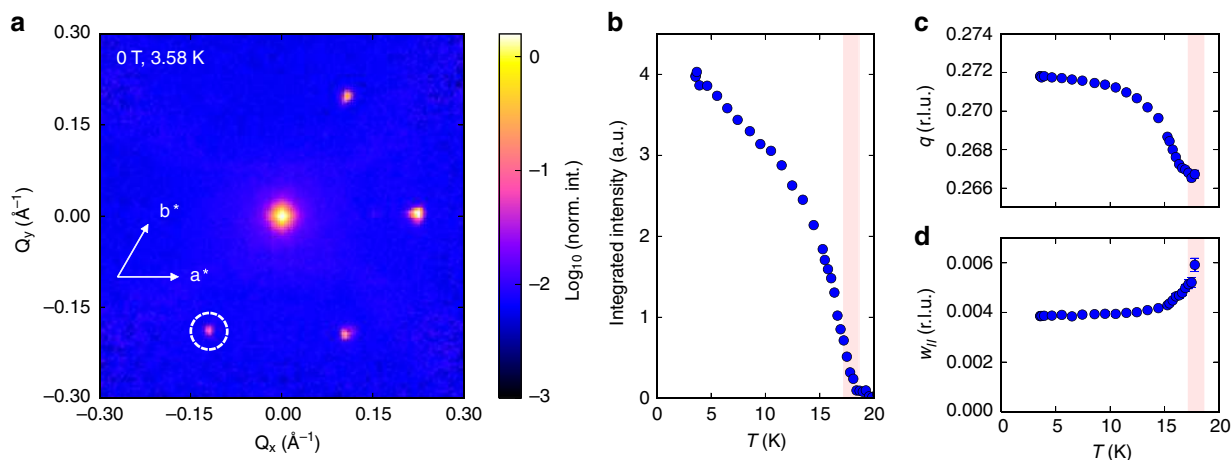 a
0 T, 3.58 K
b*
a*
0.30
0.15
0.00
−0.15
−0.30
Q_y (Å⁻¹)
−0.30
−0.15
0.00
0.15
0.30
Q_x (Å⁻¹)
0
−1
−2
−3
Log₁₀ (norm. int.)
b
4
3
2
1
0
Integrated intensity (a.u.)
0
5
10
15
20
T (K)
c
0.274
0.272
0.270
0.268
0.266
q (r.l.u.)
d
0.006
0.004
0.002
0.000
w_{//} (r.l.u.)
0
5
10
15
20
T (K)